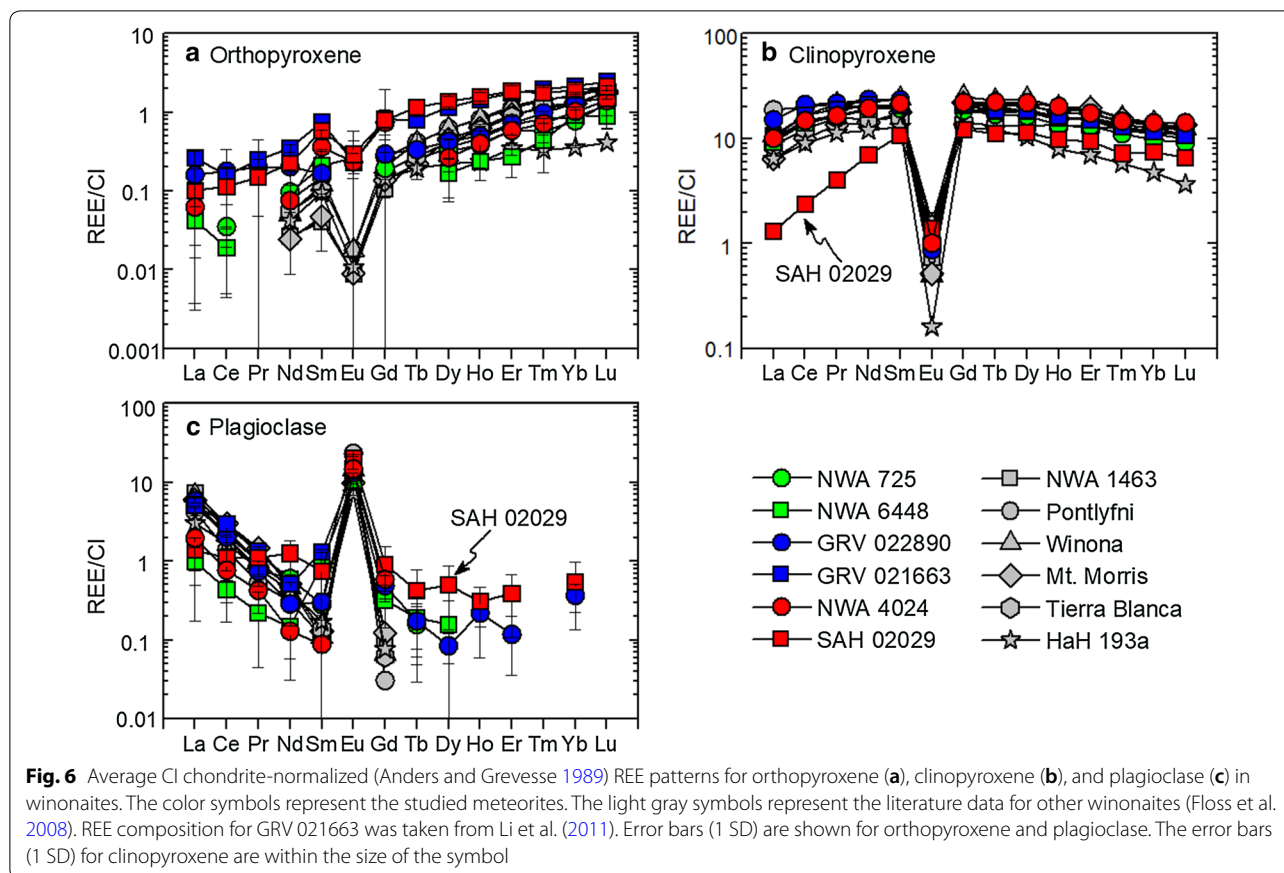 a Orthopyroxene
10
1
0.1
0.01
0.001
REE/CI
La Ce Pr Nd Sm Eu Gd Tb Dy Ho Er Tm Yb Lu
b Clinopyroxene
100
10
1
0.1
REE/CI
SAH 02029
La Ce Pr Nd Sm Eu Gd Tb Dy Ho Er Tm Yb Lu
c Plagioclase
100
10
1
0.1
0.01
REE/CI
SAH 02029
La Ce Pr Nd Sm Eu Gd Tb Dy Ho Er Tm Yb Lu
NWA 725
NWA 6448
GRV 022890
GRV 021663
NWA 4024
SAH 02029
NWA 1463
Pontlyfni
Winona
Mt. Morris
Tierra Blanca
HaH 193a
Fig. 6 Average CI chondrite-normalized (Anders and Grevesse 1989) REE patterns for orthopyroxene (a), clinopyroxene (b), and plagioclase (c) in
winonaites. The color symbols represent the studied meteorites. The light gray symbols represent the literature data for other winonaites (Floss et al.
2008). REE composition for GRV 021663 was taken from Li et al. (2011). Error bars (1 SD) are shown for orthopyroxene and plagioclase. The error bars
(1 SD) for clinopyroxene are within the size of the symbol